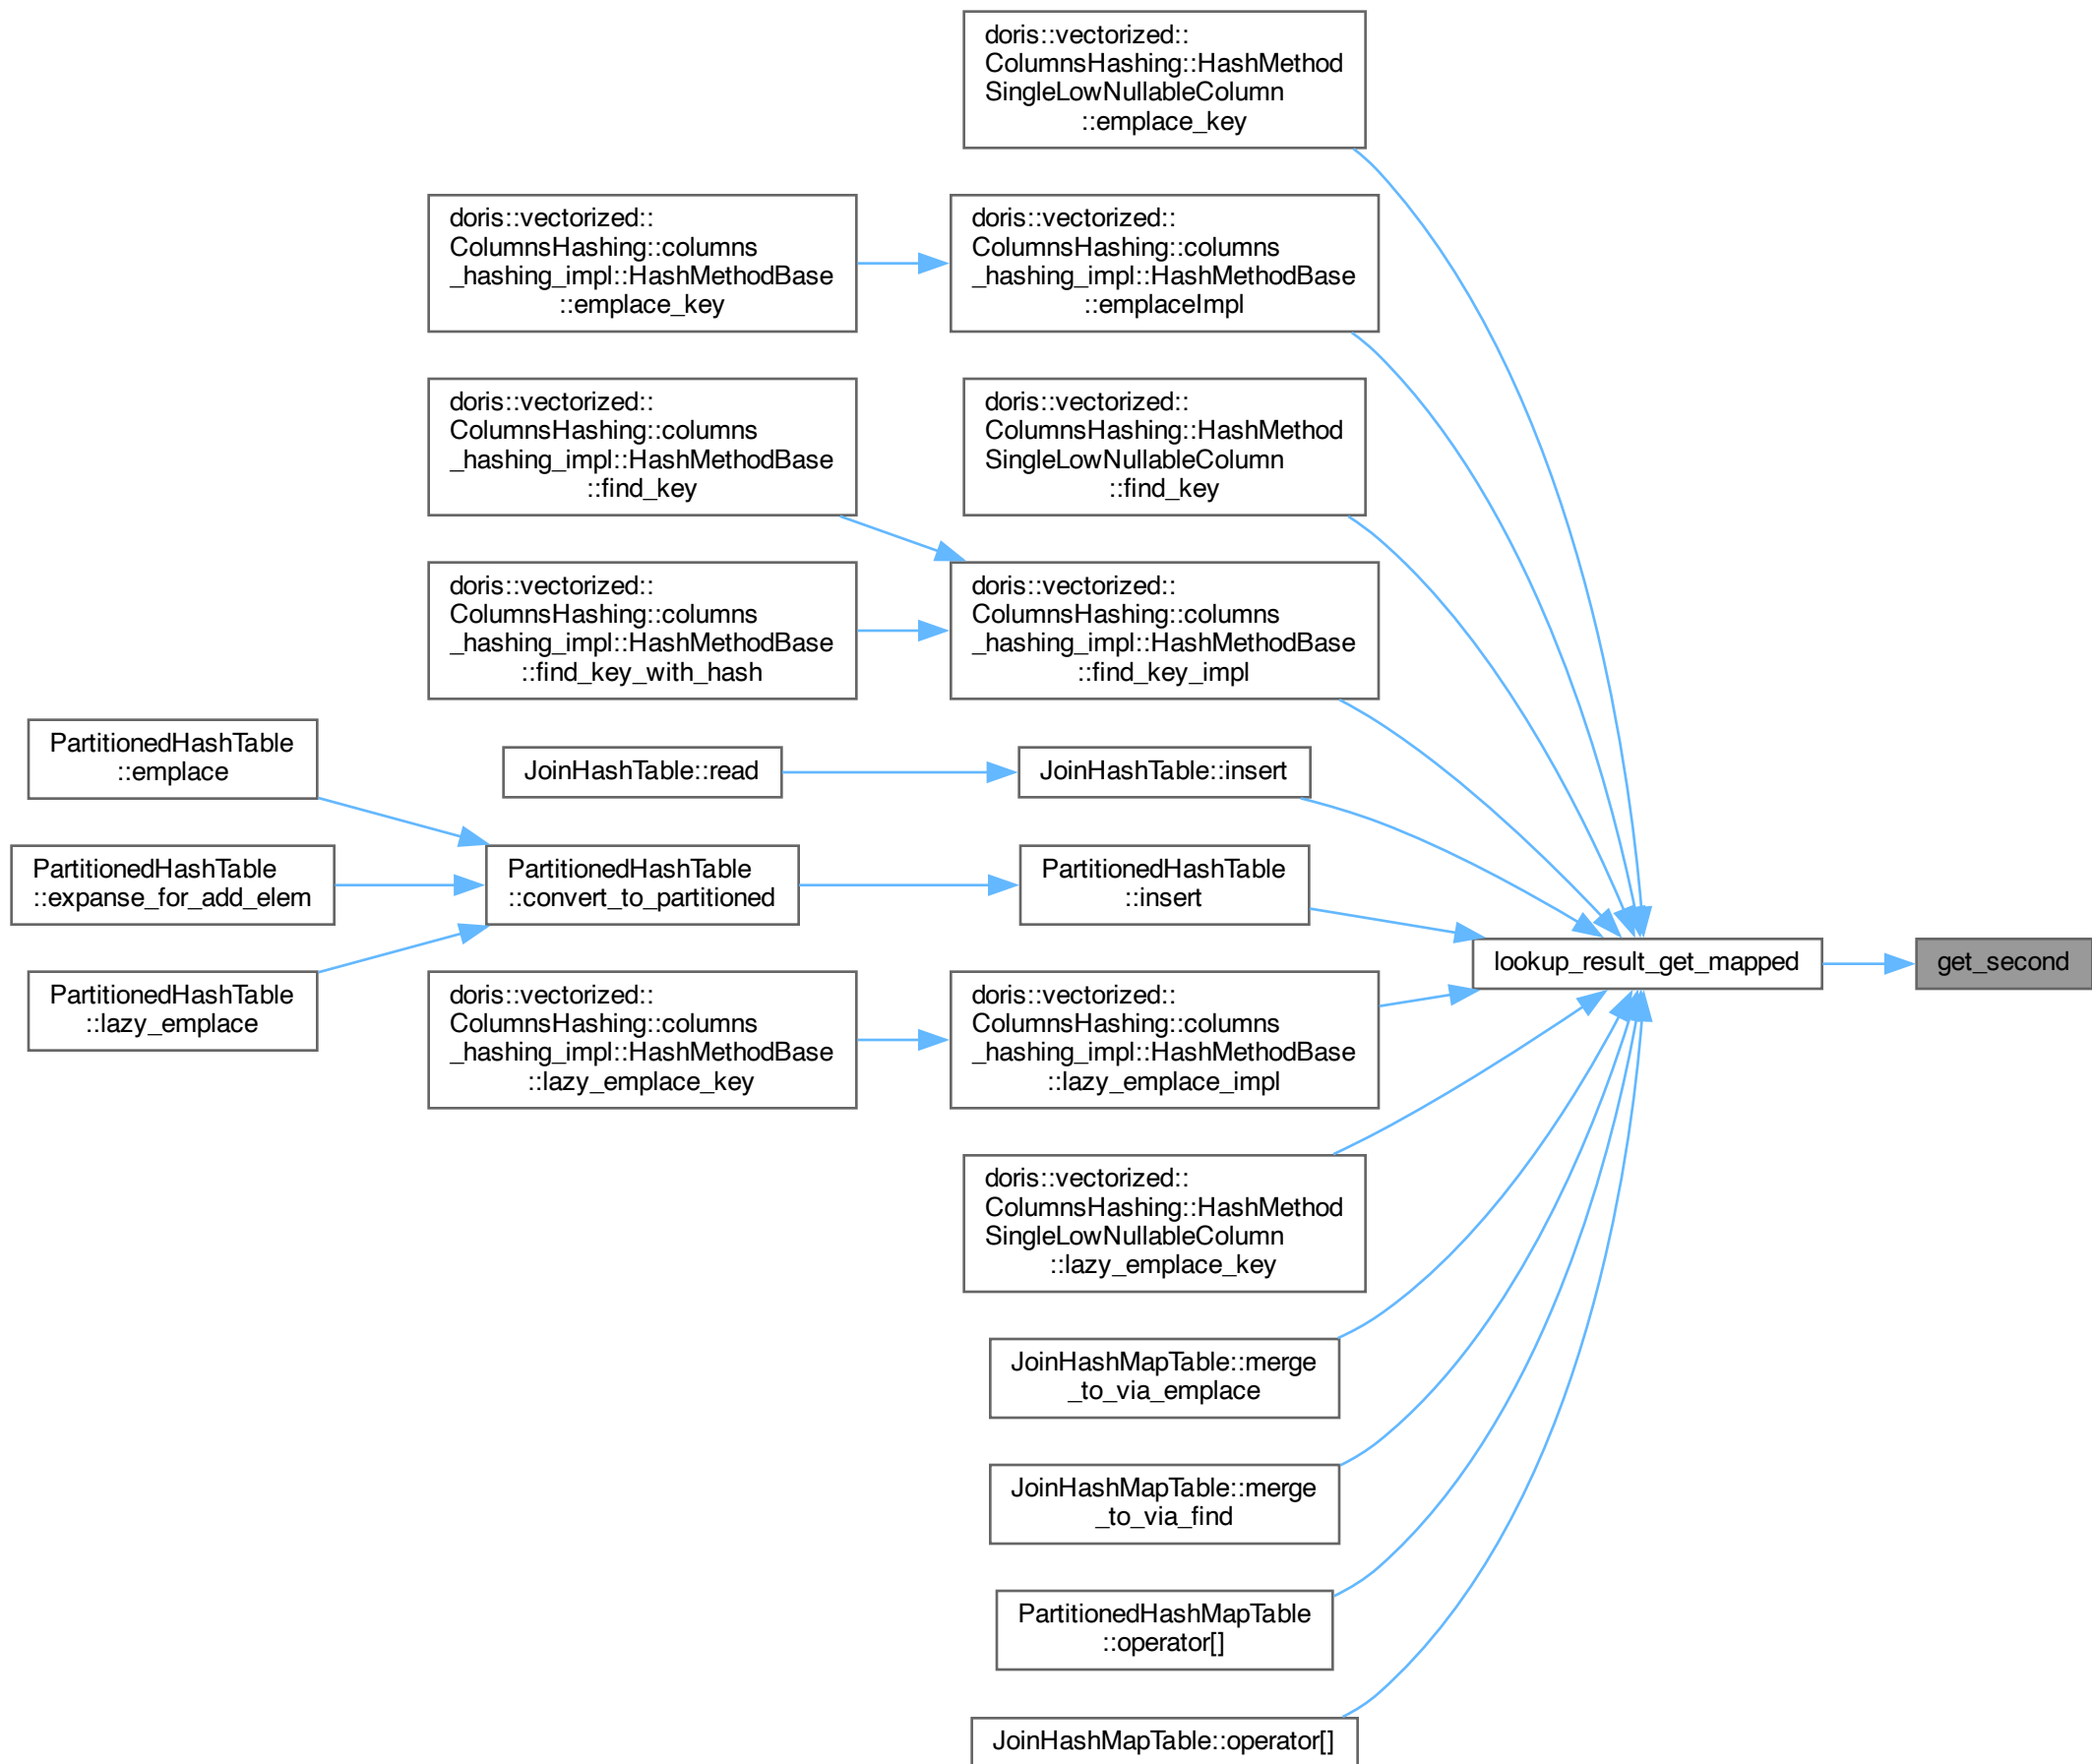 doris::vectorized::
ColumnsHashing::HashMethod
SingleLowNullableColumn
::emplace_key
doris::vectorized::
ColumnsHashing::columns
_hashing_impl::HashMethodBase
::emplace_key
doris::vectorized::
ColumnsHashing::columns
_hashing_impl::HashMethodBase
::emplaceImpl
doris::vectorized::
ColumnsHashing::columns
_hashing_impl::HashMethodBase
::find_key
doris::vectorized::
ColumnsHashing::HashMethod
SingleLowNullableColumn
::find_key
doris::vectorized::
ColumnsHashing::columns
_hashing_impl::HashMethodBase
::find_key_with_hash
doris::vectorized::
ColumnsHashing::columns
_hashing_impl::HashMethodBase
::find_key_impl
PartitionedHashTable
::emplace
JoinHashTable::read
JoinHashTable::insert
PartitionedHashTable
::expanse_for_add_elem
PartitionedHashTable
::convert_to_partitioned
PartitionedHashTable
::insert
lookup_result_get_mapped
get_second
PartitionedHashTable
::lazy_emplace
doris::vectorized::
ColumnsHashing::columns
_hashing_impl::HashMethodBase
::lazy_emplace_key
doris::vectorized::
ColumnsHashing::columns
_hashing_impl::HashMethodBase
::lazy_emplace_impl
doris::vectorized::
ColumnsHashing::HashMethod
SingleLowNullableColumn
::lazy_emplace_key
JoinHashMapTable::merge
_to_via_emplace
JoinHashMapTable::merge
_to_via_find
PartitionedHashMapTable
::operator[]
JoinHashMapTable::operator[]